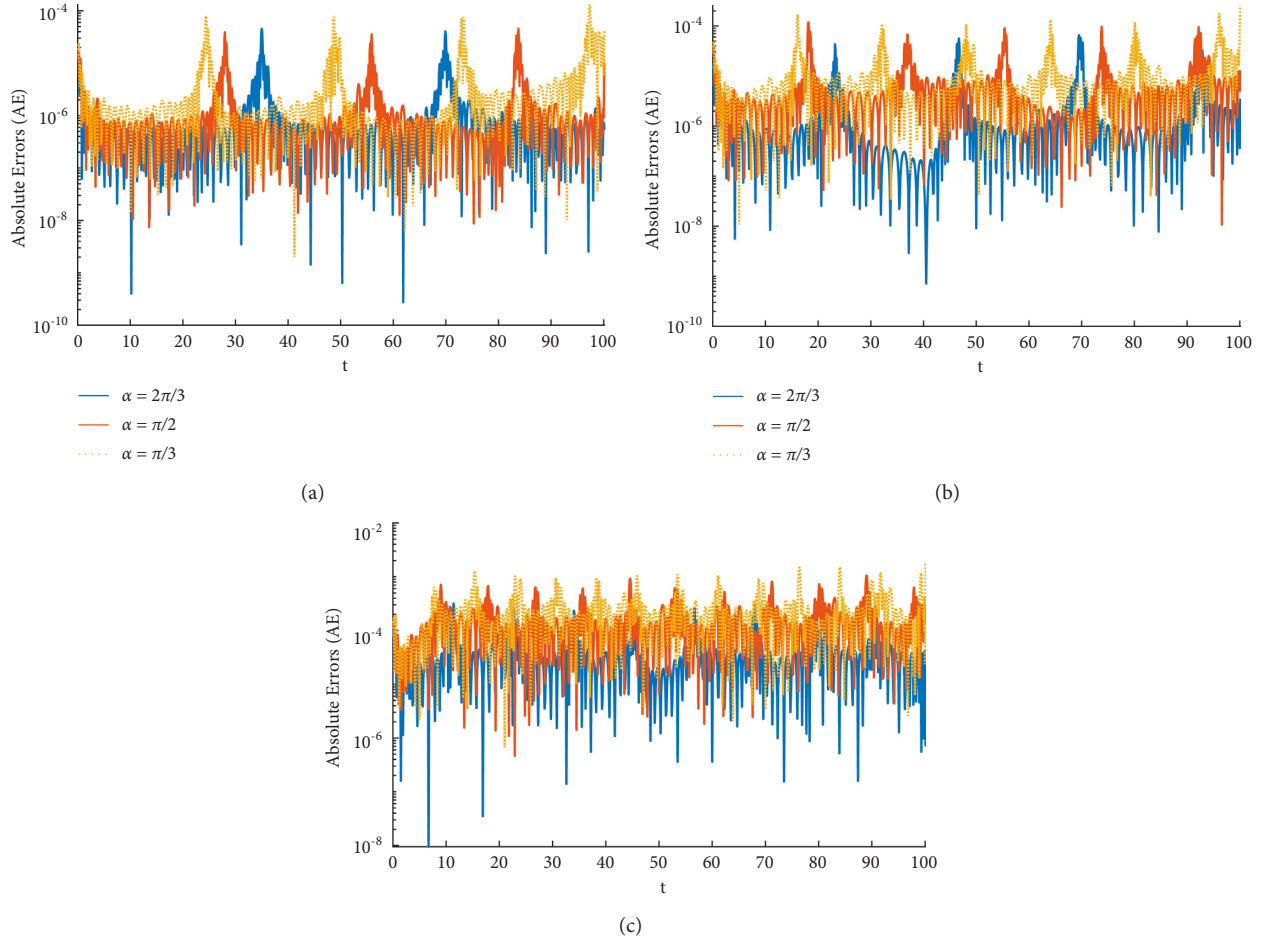 10^-4
10^-6
10^-8
10^-10
Absolute Errors (AE)
0 10 20 30 40 50 60 70 80 90 100
t
α = 2π/3
α = π/2
α = π/3
(a)
10^-4
10^-6
10^-8
10^-10
Absolute Errors (AE)
0 10 20 30 40 50 60 70 80 90 100
t
α = 2π/3
α = π/2
α = π/3
(b)
10^-2
10^-4
10^-6
10^-8
Absolute Errors (AE)
0 10 20 30 40 50 60 70 80 90 100
t
(c)